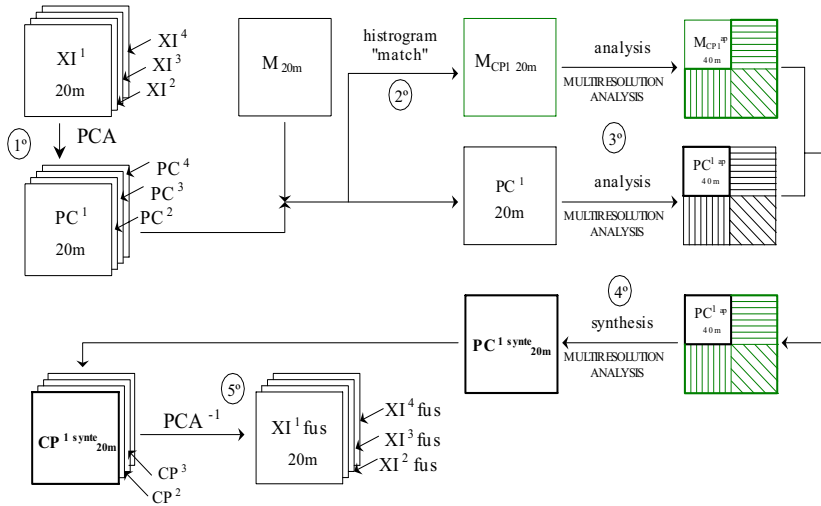 XI 1
20m
XI 4
XI 3
XI 2
1º
PCA
PC 1
20m
PC 4
PC 3
PC 2
M 20m
histrogram
"match"
2º
M CP1 20m
analysis
MULTIRESOLUTION
ANALYSIS
M CP1 ap
40m
3º
PC 1
20m
analysis
MULTIRESOLUTION
ANALYSIS
PC 1 ap
40m
4º
PC 1 synte 20m
synthesis
MULTIRESOLUTION
ANALYSIS
PC 1 ap
40m
CP 1 synte 20m
CP 3
CP 2
5º
PCA -1
XI 1 fus
20m
XI 4 fus
XI 3 fus
XI 2 fus